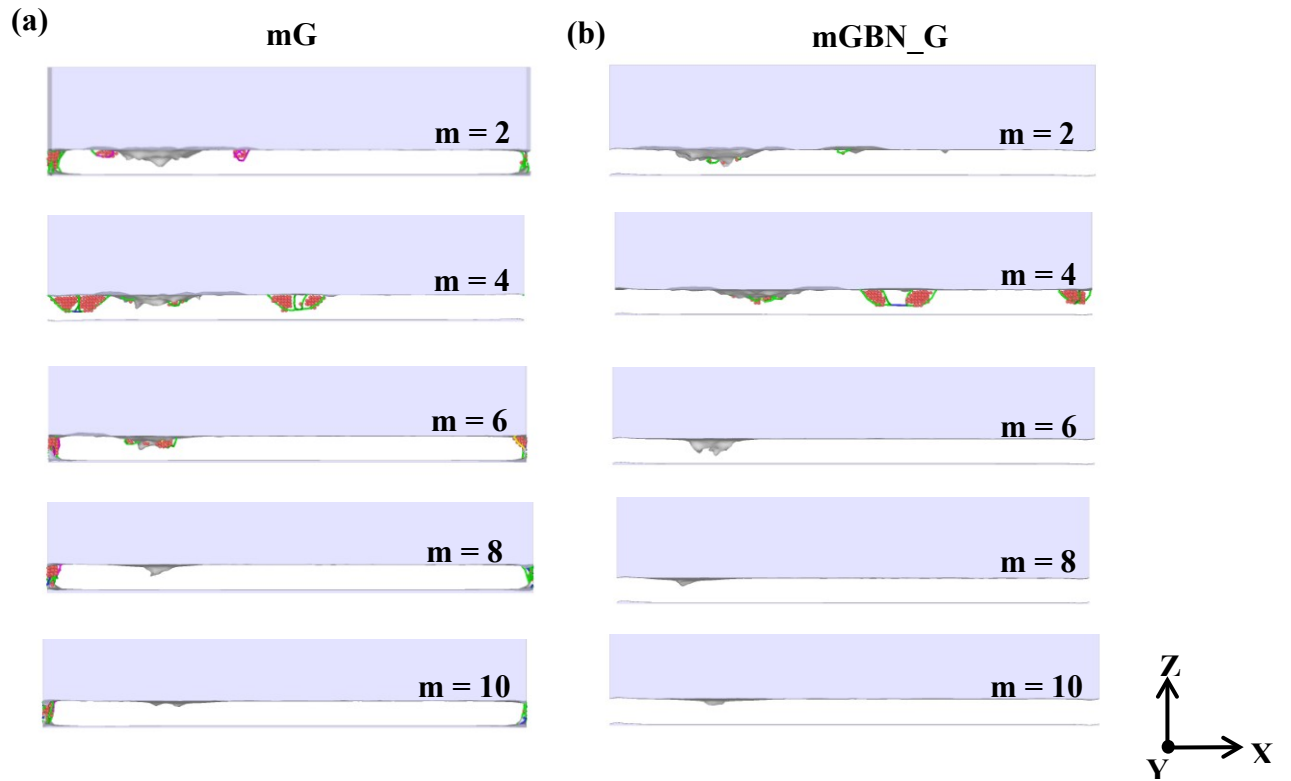 (a)
mG
m = 2
m = 4
m = 6
m = 8
m = 10
(b)
mGBN_G
m = 2
m = 4
m = 6
m = 8
m = 10
Z
Y
X